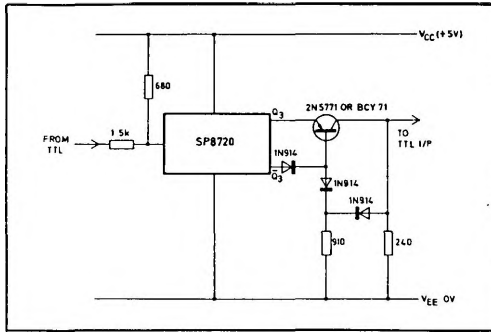 VCC (+5V)
680
2N5771 OR BCY 71
1.5k
Q3
FROM
TTL
SP8720
TO
TTL I/P
1N914
Q̅3
1N914
1N914
910
240
VEE 0V